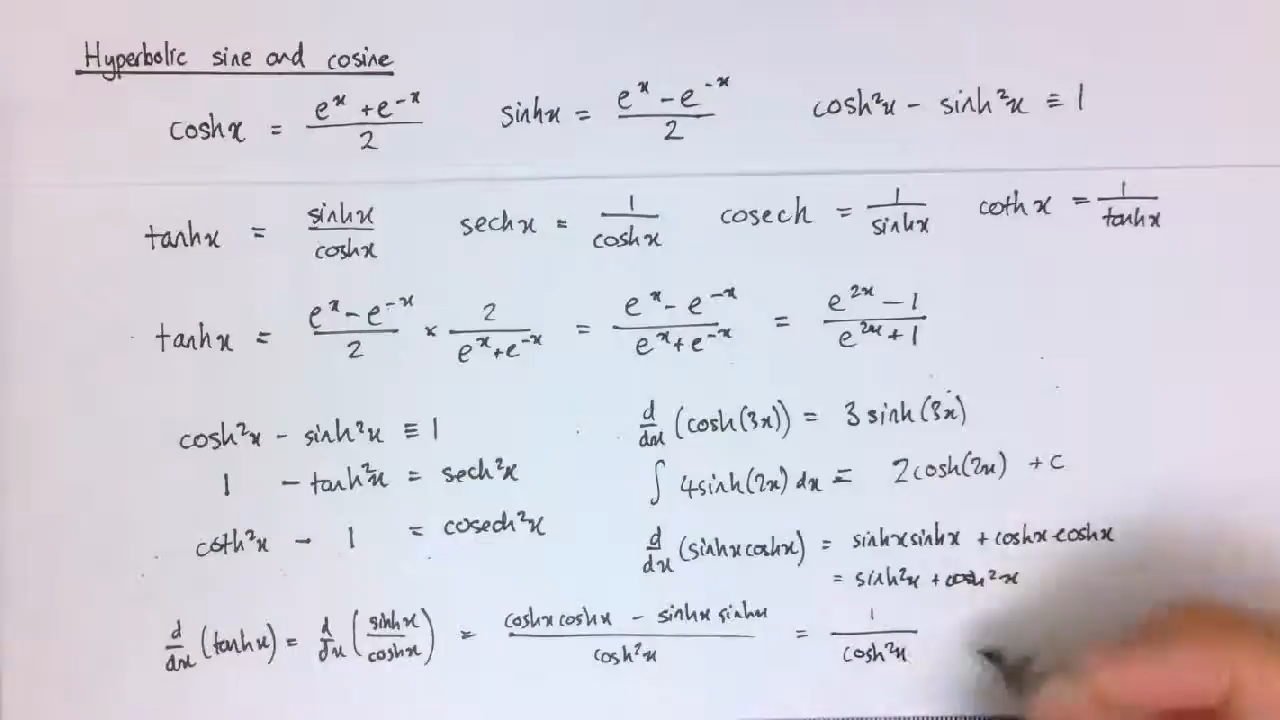 Hyperbolic sine and cosine
cosh x = (e^x + e^-x)/2    sinh x = (e^x - e^-x)/2    cosh²x - sinh²x ≡ 1
tanh x = sinh x/cosh x    sech x = 1/cosh x    cosech = 1/sinh x    coth x = 1/tanh x
tanh x = (e^x - e^-x)/2 × 2/(e^x + e^-x) = (e^x - e^-x)/(e^x + e^-x) = (e^2x - 1)/(e^2x + 1)
cosh²x - sinh²x ≡ 1
1 - tanh²x = sech²x
coth²x - 1 = cosech²x
d/dx (cosh(3x)) = 3 sinh(3x)
∫ 4sinh(2x) dx = 2cosh(2x) + c
d/dx (sinh x cosh x) = sinh x sinh x + cosh x cosh x
= sinh²x + cosh²x
d/dx (tanh x) = d/dx (sinh x/cosh x) = (cosh x cosh x - sinh x sinh x)/cosh²x = 1/cosh²x